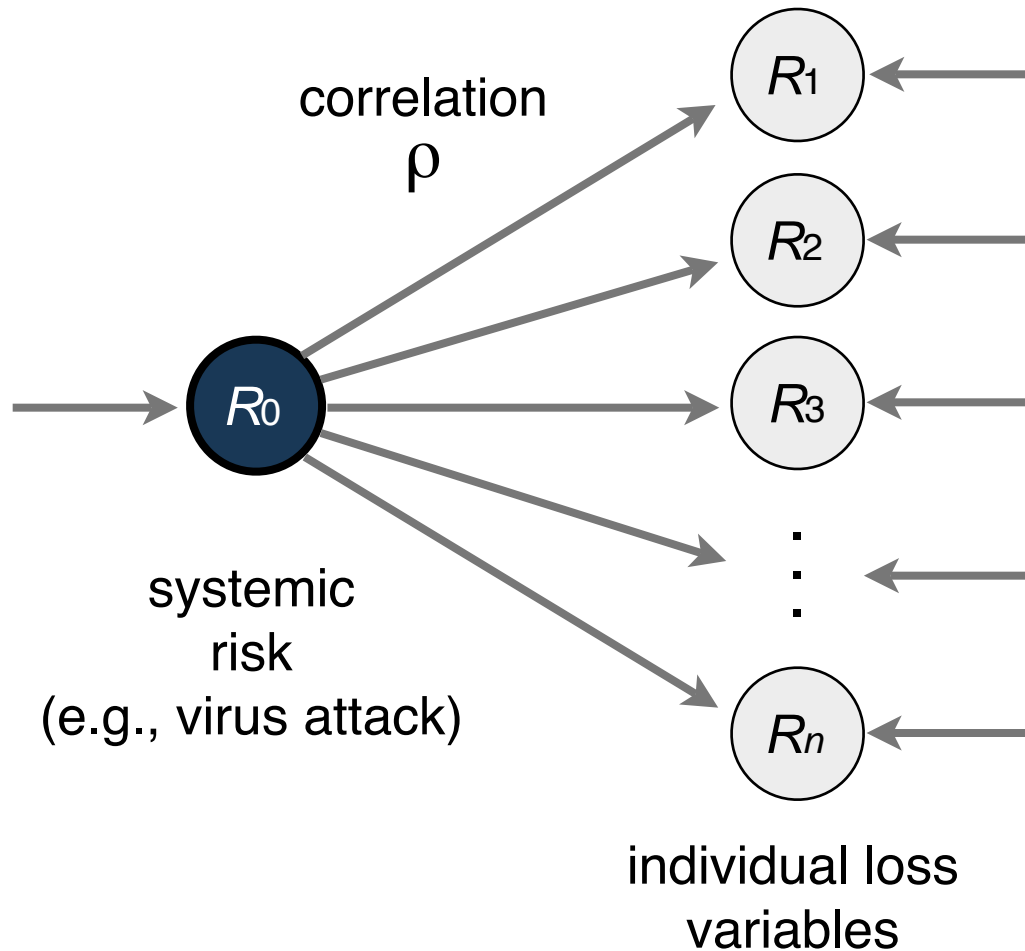 correlation
ρ
R1
R2
R0
R3
Rn
systemic
risk
(e.g., virus attack)
individual loss
variables